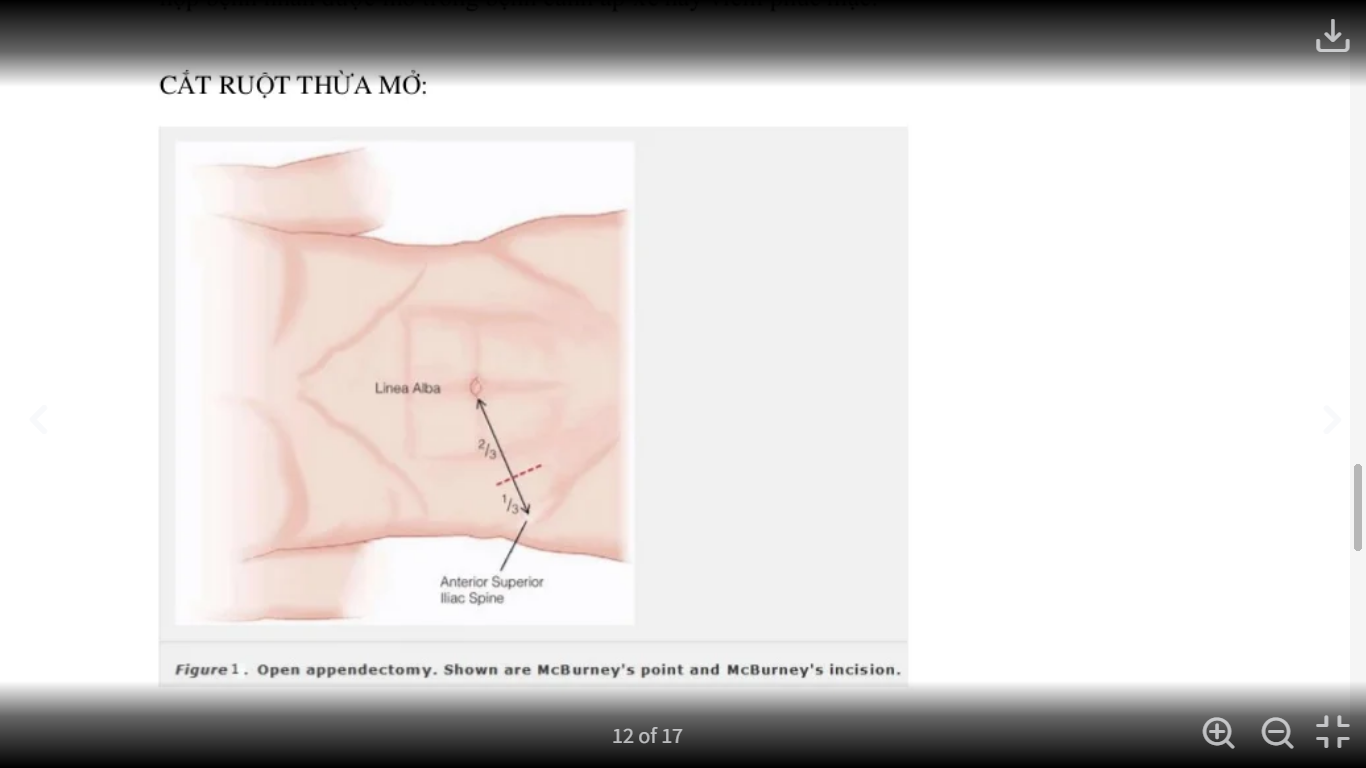 CẮT RUỘT THỪA MỞ:
Linea Alba
2/3
1/3
Anterior Superior
Iliac Spine
Figure 1. Open appendectomy. Shown are McBurney's point and McBurney's incision.
12 of 17